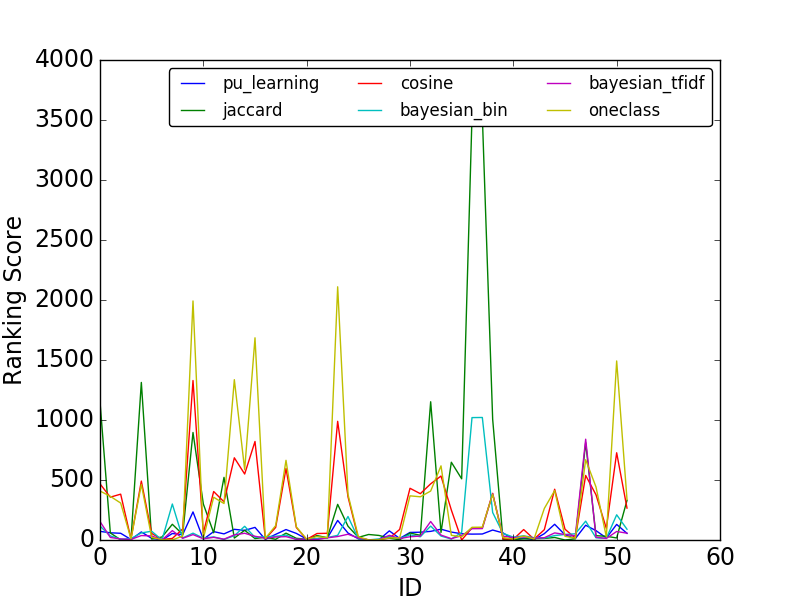 4000
3500
3000
2500
2000
1500
1000
500
0
Ranking Score
pu_learning cosine bayesian_tfidf
jaccard bayesian_bin oneclass
0 10 20 30 40 50 60
ID